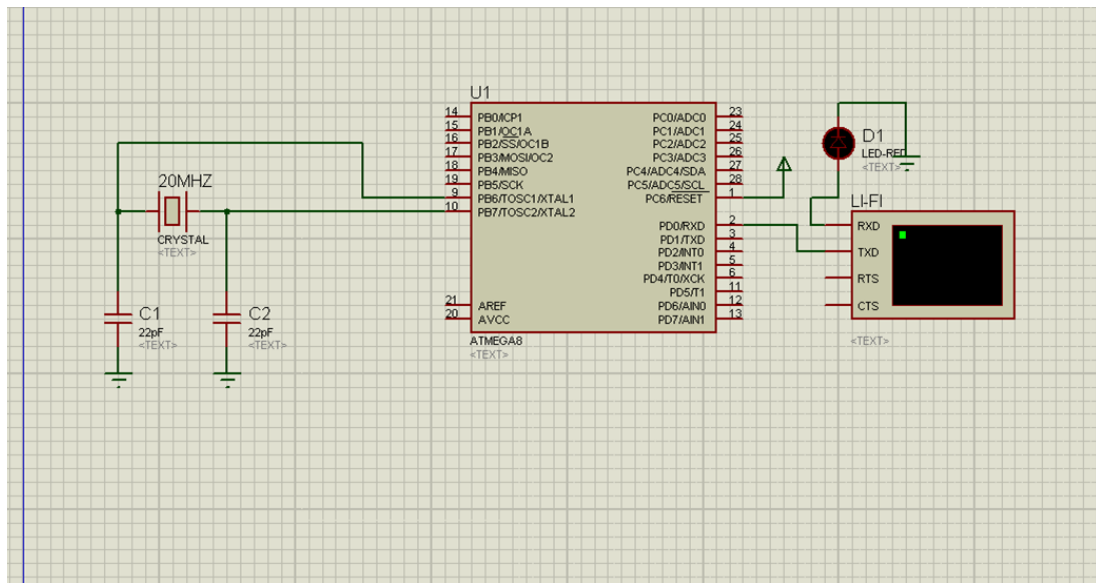 U1
14
15
16
17
18
19
9
10
21
20
PB0/ICP1
PB1/OC1A
PB2/SS/OC1B
PB3/MOSI/OC2
PB4/MISO
PB5/SCK
PB6/TOSC1/XTAL1
PB7/TOSC2/XTAL2
AREF
AVCC
PC0/ADC0
PC1/ADC1
PC2/ADC2
PC3/ADC3
PC4/ADC4/SDA
PC5/ADC5/SCL
PC6/RESET
PD0/RXD
PD1/TXD
PD2/INT0
PD3/INT1
PD4/T0/XCK
PD5/T1
PD6/AIN0
PD7/AIN1
23
24
25
26
27
28
1
2
3
4
5
6
11
12
13
ATMEGA8
<TEXT>
20MHZ
CRYSTAL
<TEXT>
C1
22pF
<TEXT>
C2
22pF
<TEXT>
D1
LED-RED
<TEXT>
LI-FI
RXD
TXD
RTS
CTS
<TEXT>